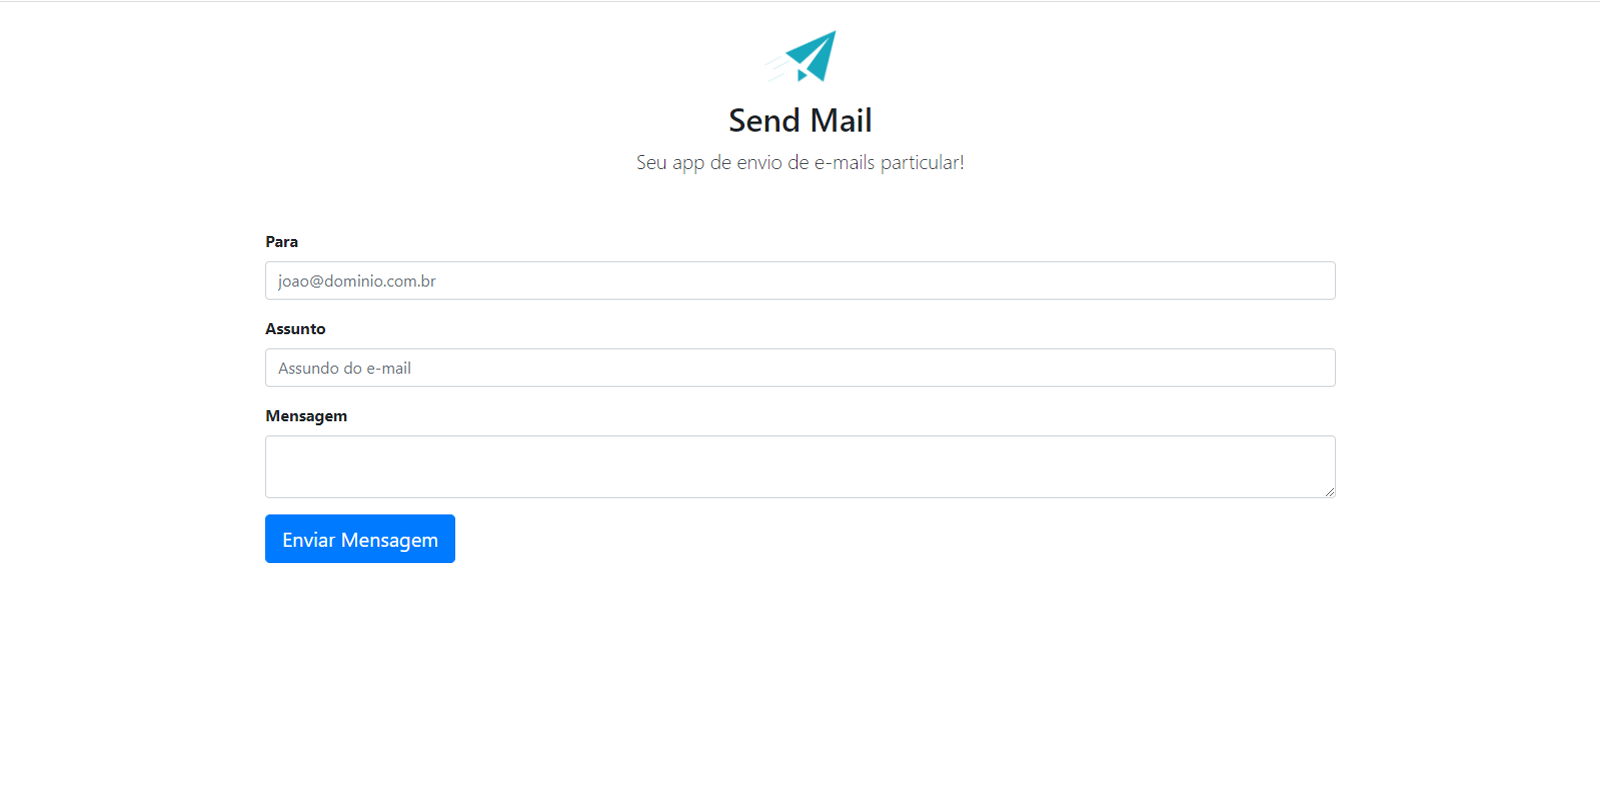 Send Mail
Seu app de envio de e-mails particular!
Para
joao@dominio.com.br
Assunto
Assundo do e-mail
Mensagem
Enviar Mensagem